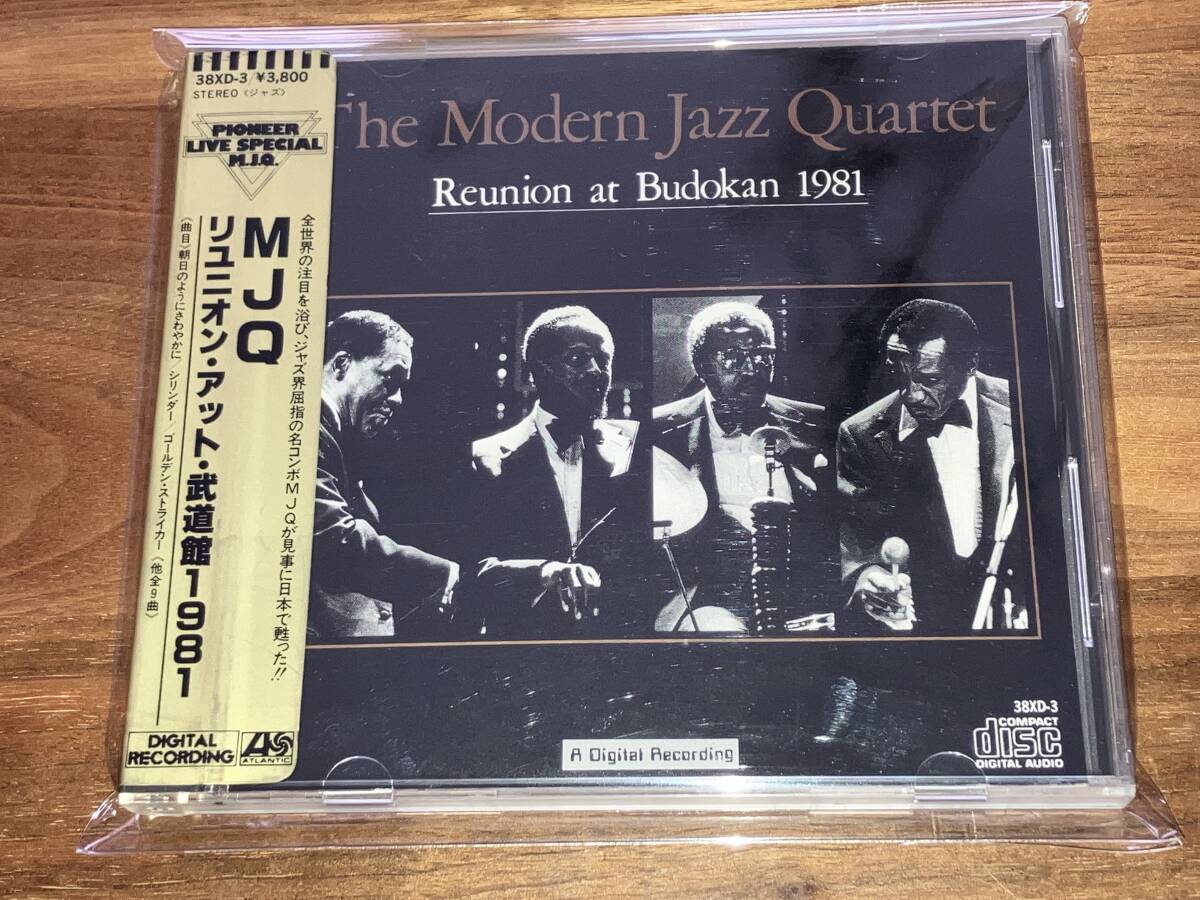 38XD-3/¥3,800
STEREO〈ジャズ〉
PIONEER
LIVE SPECIAL
M.J.Q.
全世界の注目を浴び、ジャズ界屈指の名コンボMJQが見事に日本で甦った!!
MJQ
リユニオン・アット・武道館1981
《曲目》朝日のようにさわやかに/シリンダー/ゴールデン・ストライカー《他全9曲》
DIGITAL
RECORDING
ATLANTIC
The Modern Jazz Quartet
Reunion at Budokan 1981
38XD-3
COMPACT
disc
DIGITAL AUDIO
A Digital Recording